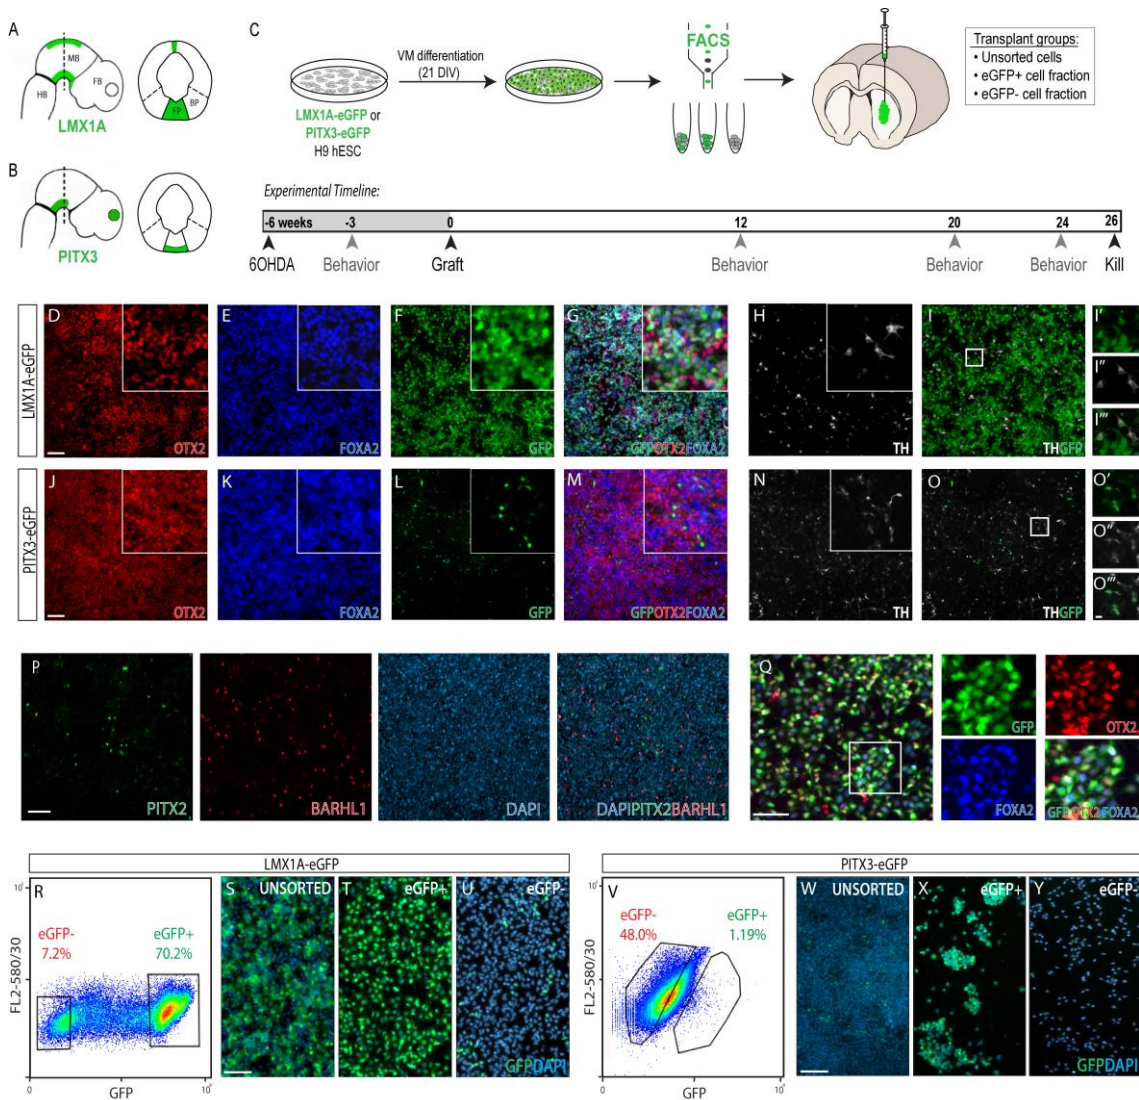 A
MB
HB
FB
LMX1A
FP
BP
B
PITX3
C
VM differentiation
(21 DIV)
LMX1A-eGFP or
PITX3-eGFP
H9 hESC
FACS
Transplant groups:
• Unsorted cells
• eGFP+ cell fraction
• eGFP- cell fraction
Experimental Timeline:
-6 weeks -3 0 12 20 24 26
6OHDA Behavior Graft Behavior Behavior Behavior Kill
LMX1A-eGFP
D OTX2
E FOXA2
F GFP
G GFPOTX2FOXA2
H TH
I THGFP
I'
I''
I'''
PITX3-eGFP
J OTX2
K FOXA2
L GFP
M GFPOTX2FOXA2
N TH
O THGFP
O'
O''
O'''
P PITX2
BARHL1
DAPI
DAPIPITX2BARHL1
Q
GFP
OTX2
FOXA2
GFPOTX2FOXA2
LMX1A-eGFP
R
eGFP-
7.2%
eGFP+
70.2%
FL2-580/30
0
GFP
S UNSORTED
T eGFP+
U eGFP-
GFPDAPI
PITX3-eGFP
V
eGFP-
48.0%
eGFP+
1.19%
FL2-580/30
0
GFP
W UNSORTED
X eGFP+
Y eGFP-
GFPDAPI